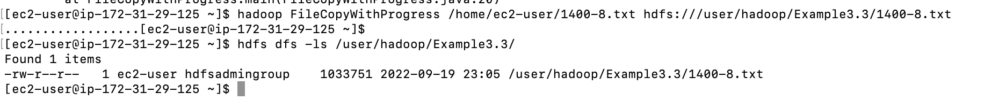 at FileCopyWithProgress.main(FileCopyWithProgress.java:20)
[[ec2-user@ip-172-31-29-125 ~]$ hadoop FileCopyWithProgress /home/ec2-user/1400-8.txt hdfs:///user/hadoop/Example3.3/1400-8.txt
[..................[ec2-user@ip-172-31-29-125 ~]$
[[ec2-user@ip-172-31-29-125 ~]$ hdfs dfs -ls /user/hadoop/Example3.3/
Found 1 items
-rw-r--r--   1 ec2-user hdfsadmingroup    1033751 2022-09-19 23:05 /user/hadoop/Example3.3/1400-8.txt
[ec2-user@ip-172-31-29-125 ~]$